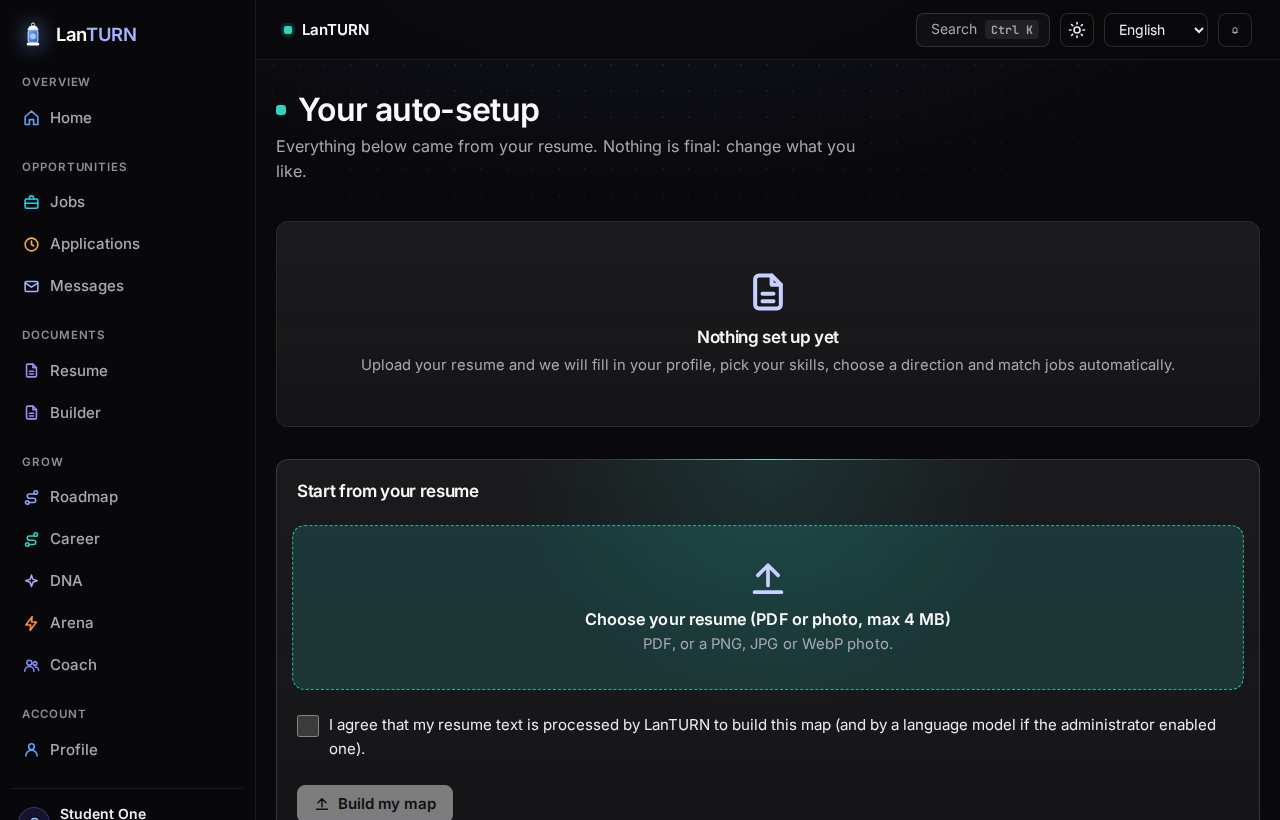 LanTURN
OVERVIEW
Home
OPPORTUNITIES
Jobs
Applications
Messages
DOCUMENTS
Resume
Builder
GROW
Roadmap
Career
DNA
Arena
Coach
ACCOUNT
Profile
Student One
LanTURN
Search Ctrl K
English
Your auto-setup
Everything below came from your resume. Nothing is final: change what you
like.
Nothing set up yet
Upload your resume and we will fill in your profile, pick your skills, choose a direction and match jobs automatically.
Start from your resume
Choose your resume (PDF or photo, max 4 MB)
PDF, or a PNG, JPG or WebP photo.
I agree that my resume text is processed by LanTURN to build this map (and by a language model if the administrator enabled
one).
Build my map